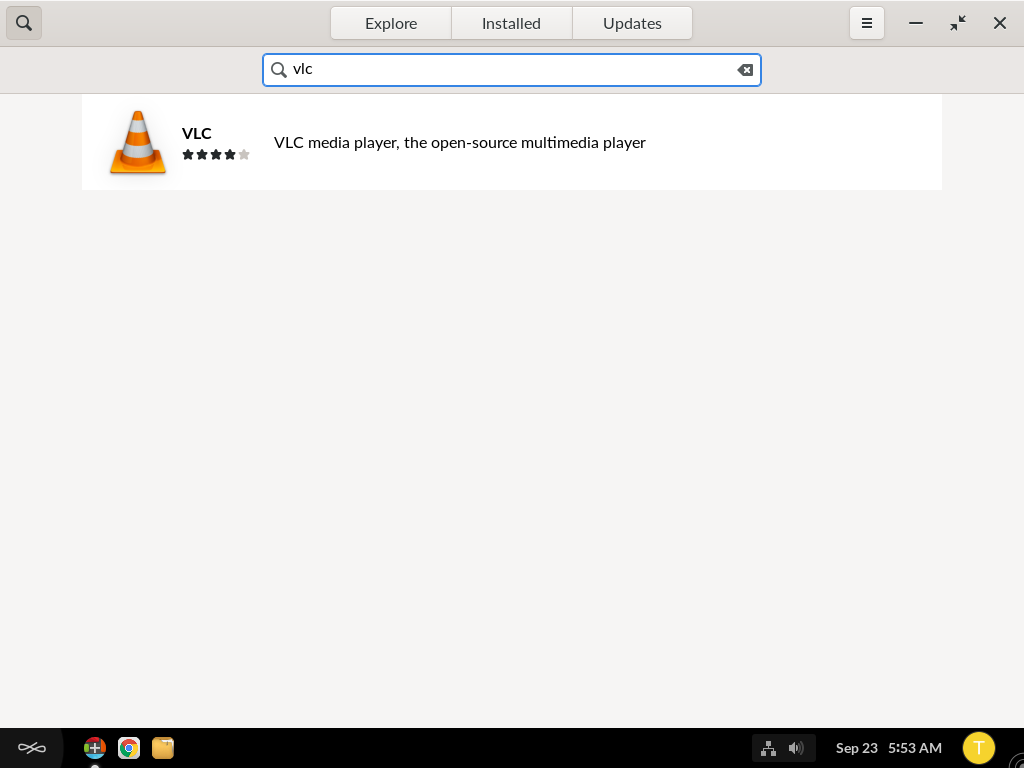 Explore Installed Updates
vlc
VLC
VLC media player, the open-source multimedia player
Sep 23 5:53 AM T